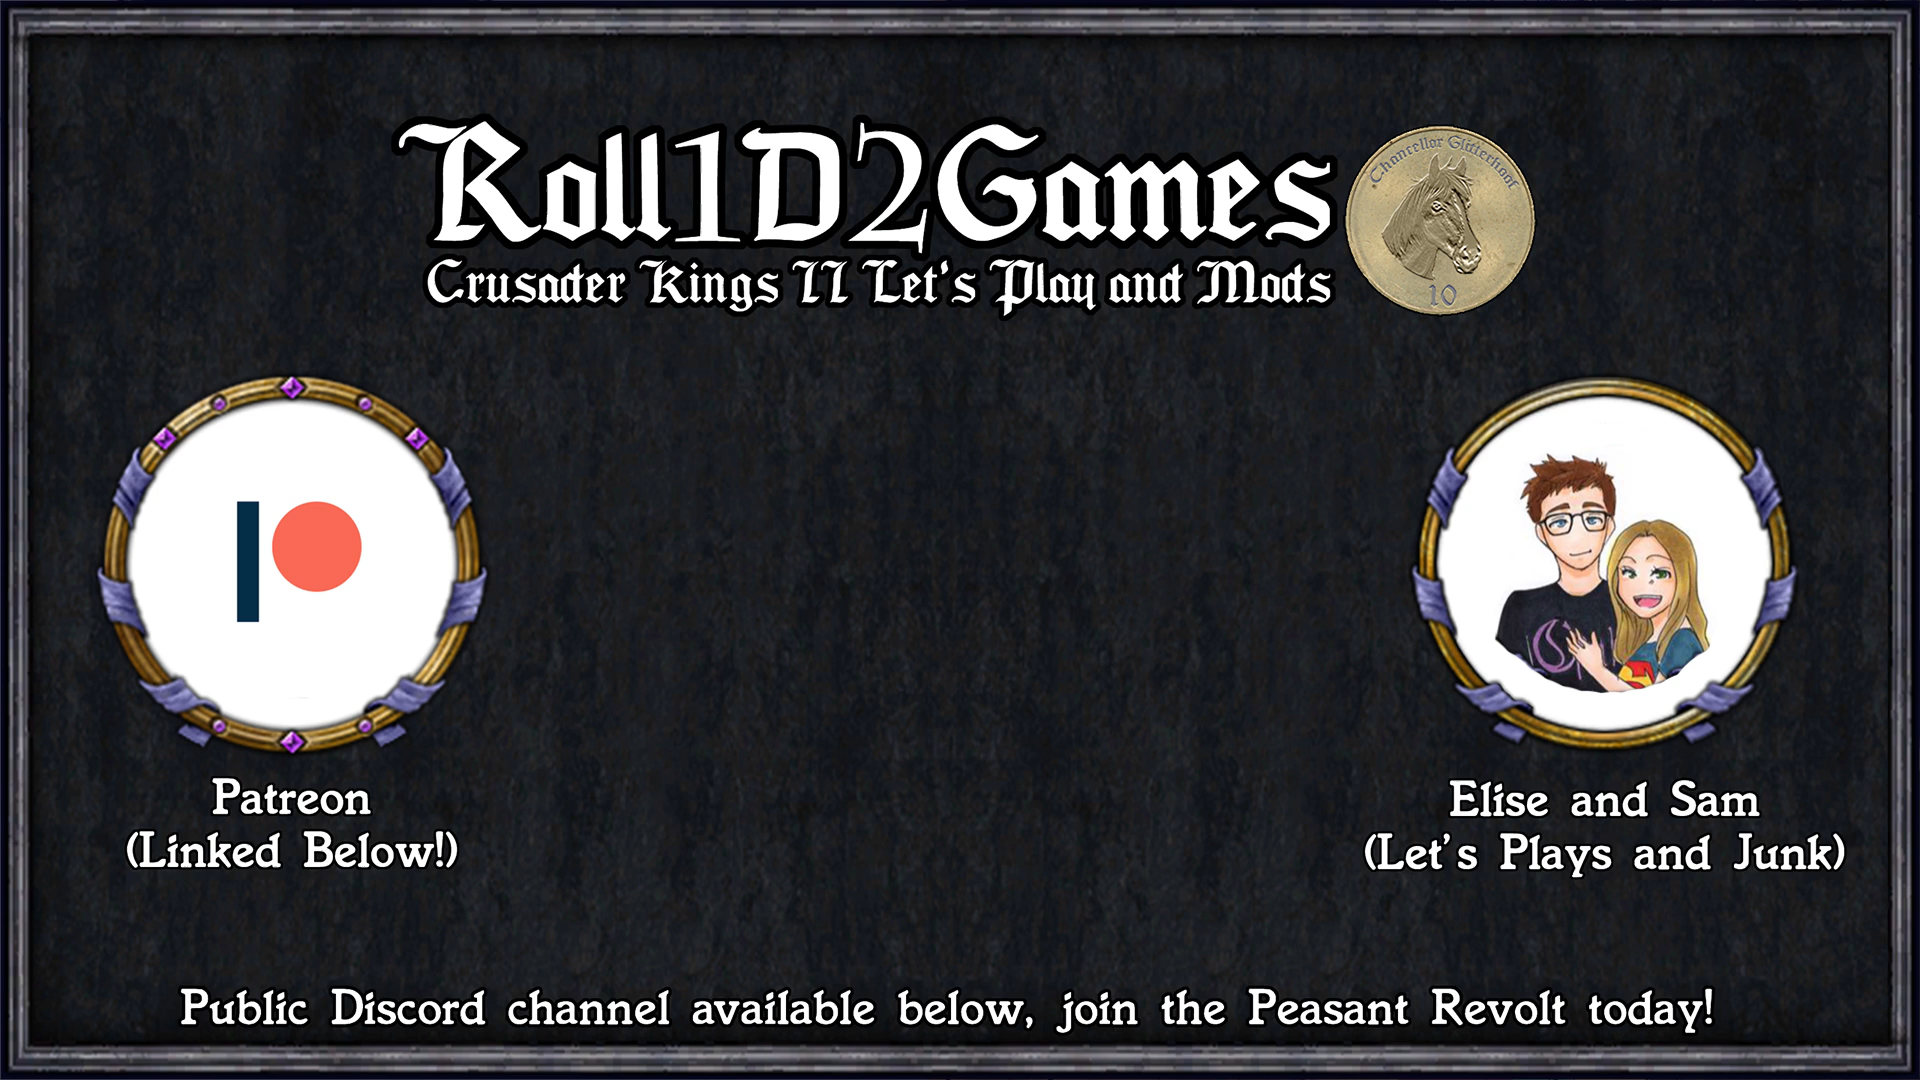 Roll1D2Games
Chancellor Glitterhoof
10
Crusader Kings II Let's Play and Mods
Patreon
(Linked Below!)
Elise and Sam
(Let's Plays and Junk)
Public Discord channel available below, join the Peasant Revolt today!